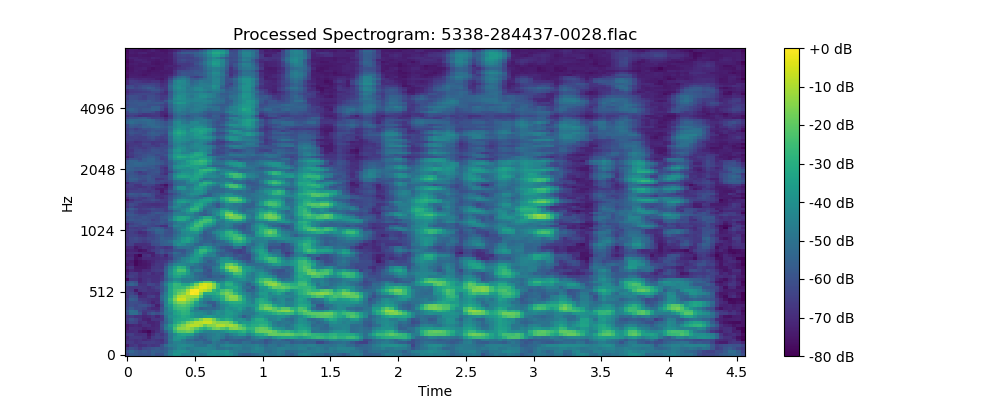 Processed Spectrogram: 5338-284437-0028.flac
Hz
4096
2048
1024
512
0
0 0.5 1 1.5 2 2.5 3 3.5 4 4.5
Time
+0 dB
-10 dB
-20 dB
-30 dB
-40 dB
-50 dB
-60 dB
-70 dB
-80 dB